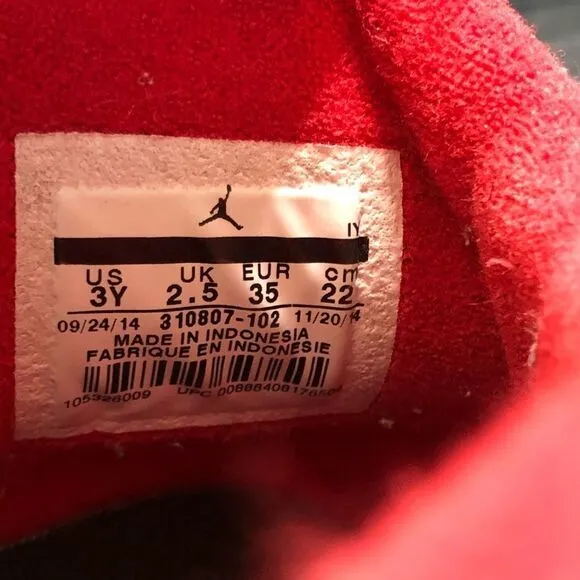 IY
US UK EUR cm
3Y 2.5 35 22
09/24/14 310807-102 11/20/14
MADE IN INDONESIA
FABRIQUE EN INDONESIE
105326009 UPC